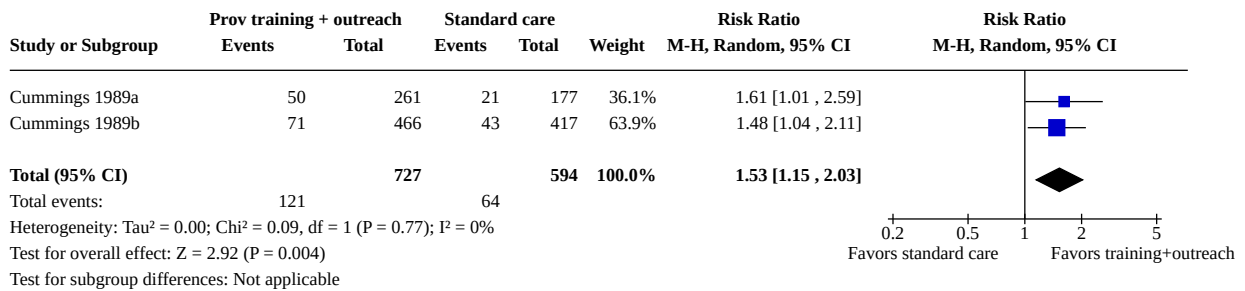 Prov training + outreach Standard care Risk Ratio Risk Ratio
Study or Subgroup Events Total Events Total Weight M-H, Random, 95% CI M-H, Random, 95% CI
Cummings 1989a 50 261 21 177 36.1% 1.61 [1.01 , 2.59]
Cummings 1989b 71 466 43 417 63.9% 1.48 [1.04 , 2.11]
Total (95% CI) 727 594 100.0% 1.53 [1.15 , 2.03]
Total events: 121 64
Heterogeneity: Tau² = 0.00; Chi² = 0.09, df = 1 (P = 0.77); I² = 0%
0.2 0.5 1 2 5
Test for overall effect: Z = 2.92 (P = 0.004)
Favors standard care Favors training+outreach
Test for subgroup differences: Not applicable